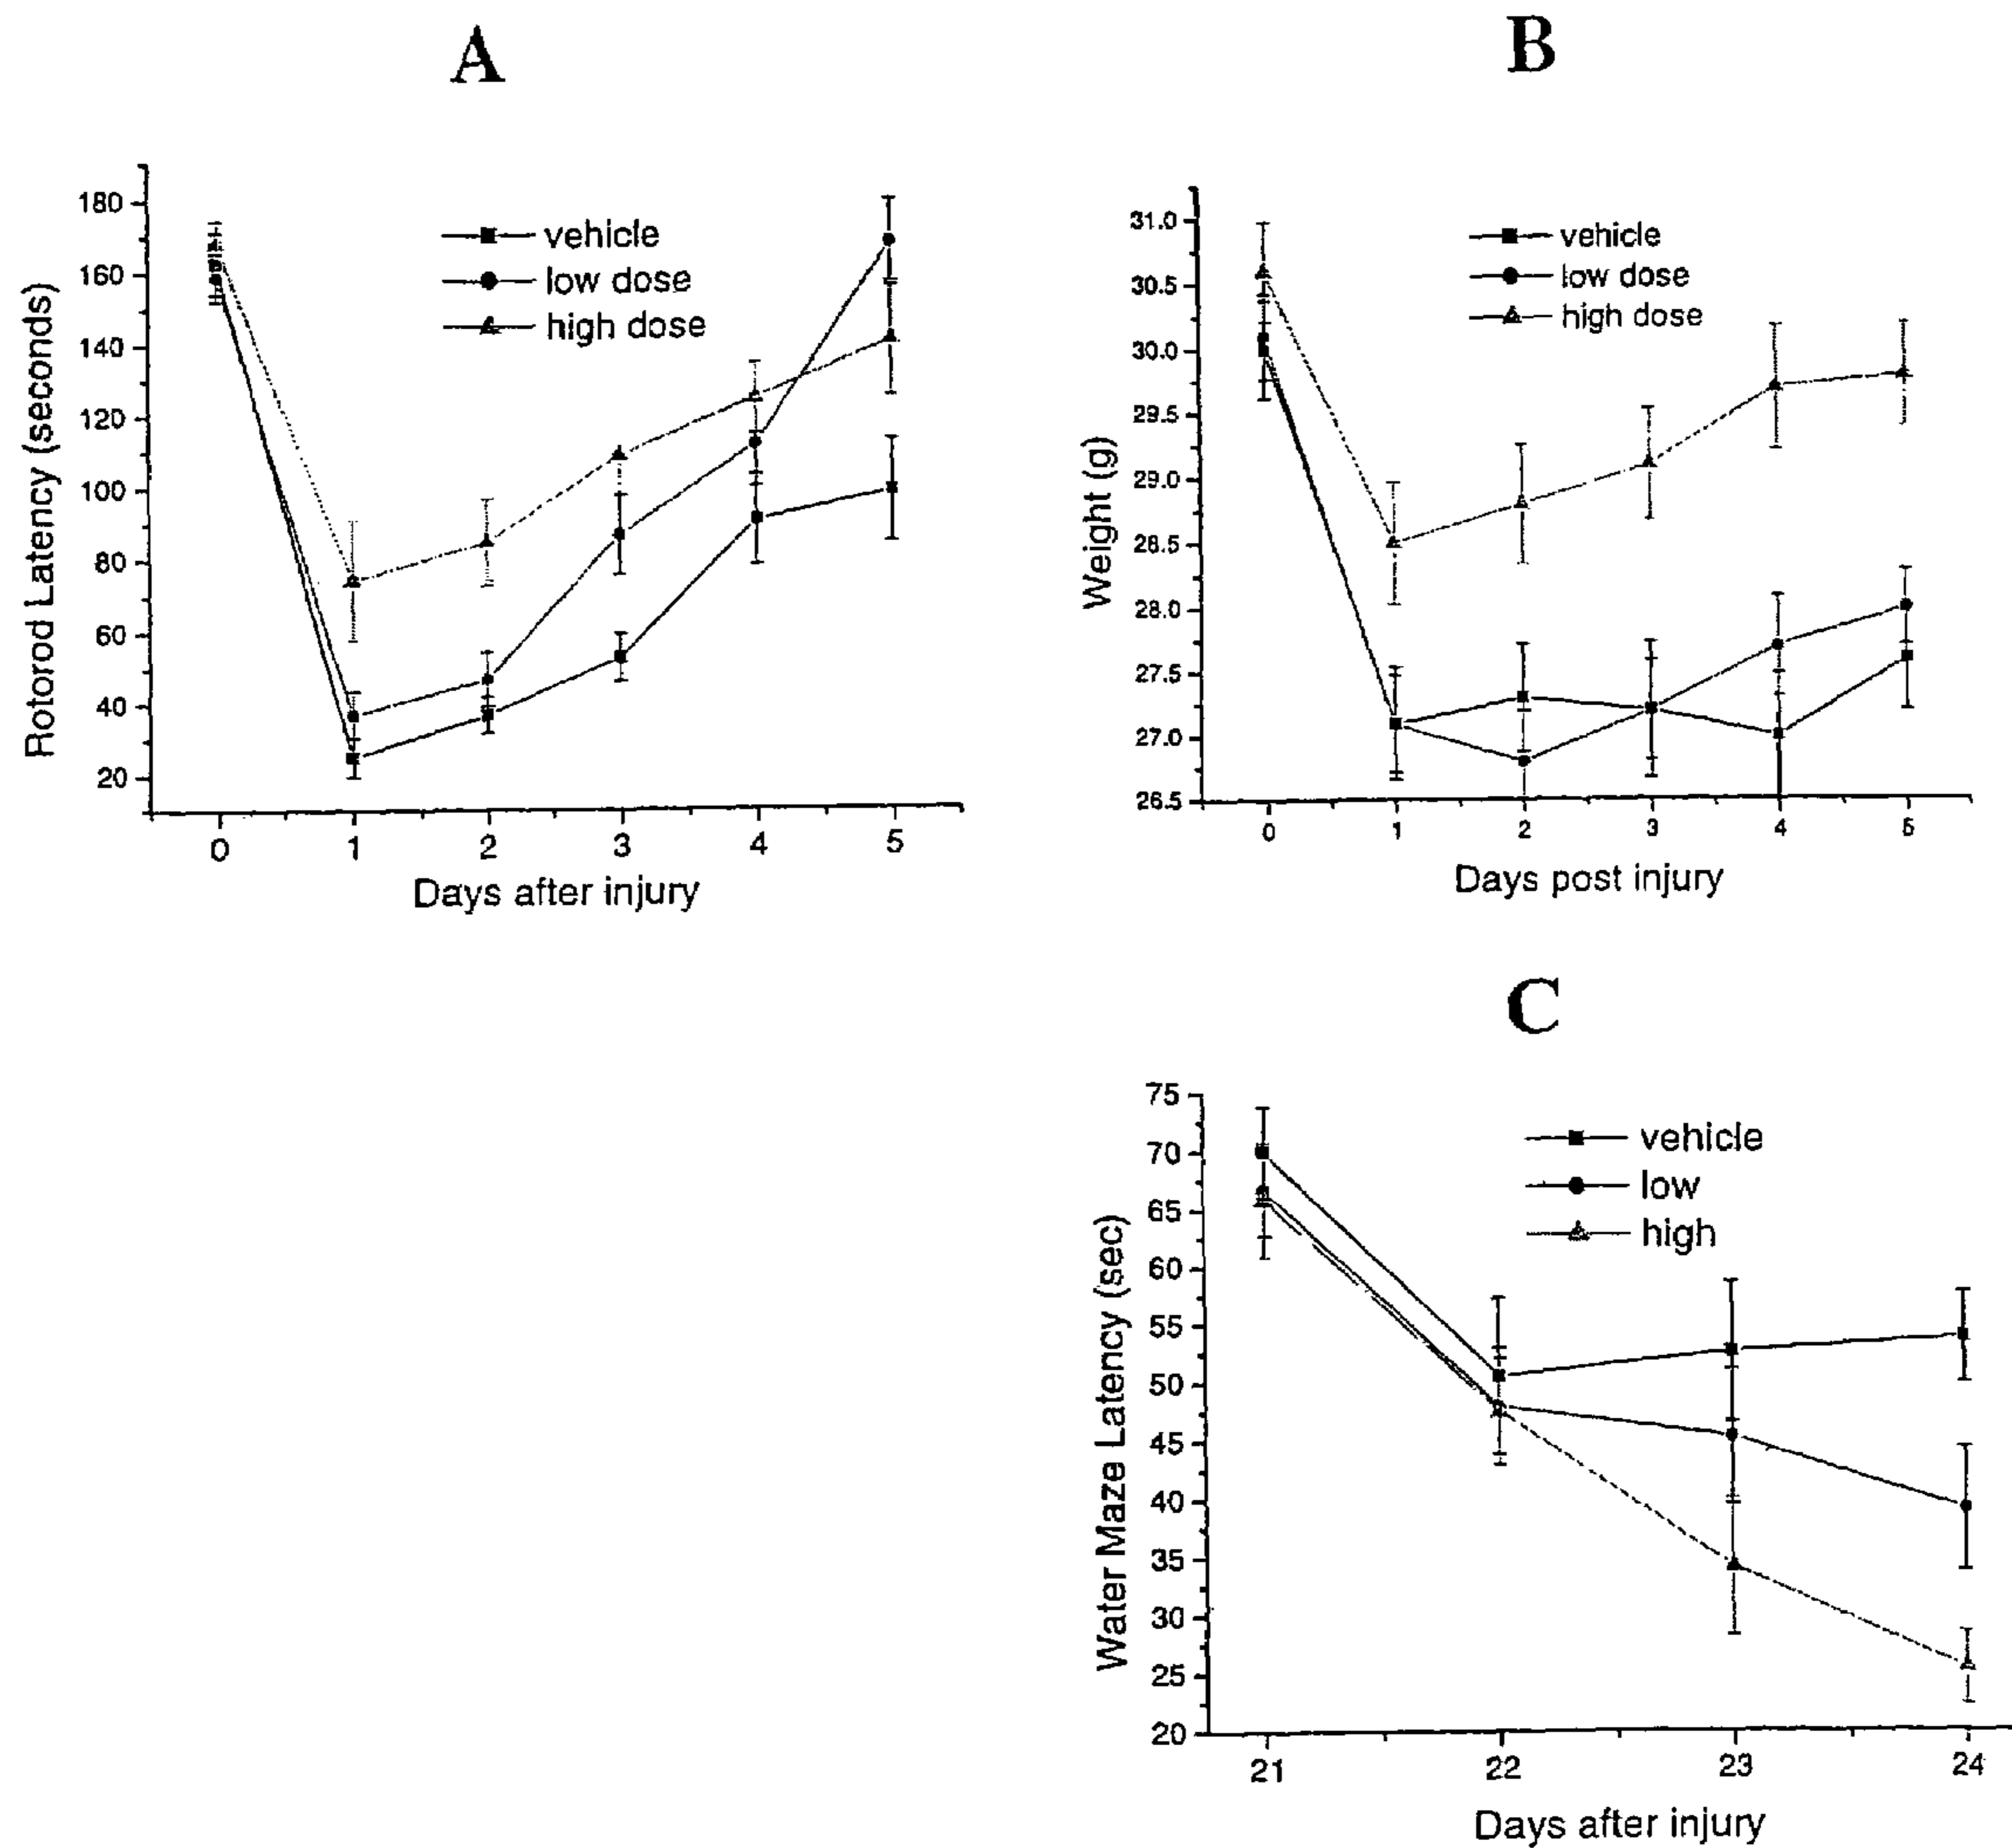 A
Rotorod Latency (seconds)
180
160
140
120
100
80
60
40
20
vehicle
low dose
high dose
0 1 2 3 4 5
Days after injury
B
Weight (g)
31.0
30.5
30.0
29.5
29.0
28.5
28.0
27.5
27.0
26.5
vehicle
low dose
high dose
0 1 2 3 4 5
Days post injury
C
Water Maze Latency (sec)
75
70
65
60
55
50
45
40
35
30
25
20
vehicle
low
high
21 22 23 24
Days after injury